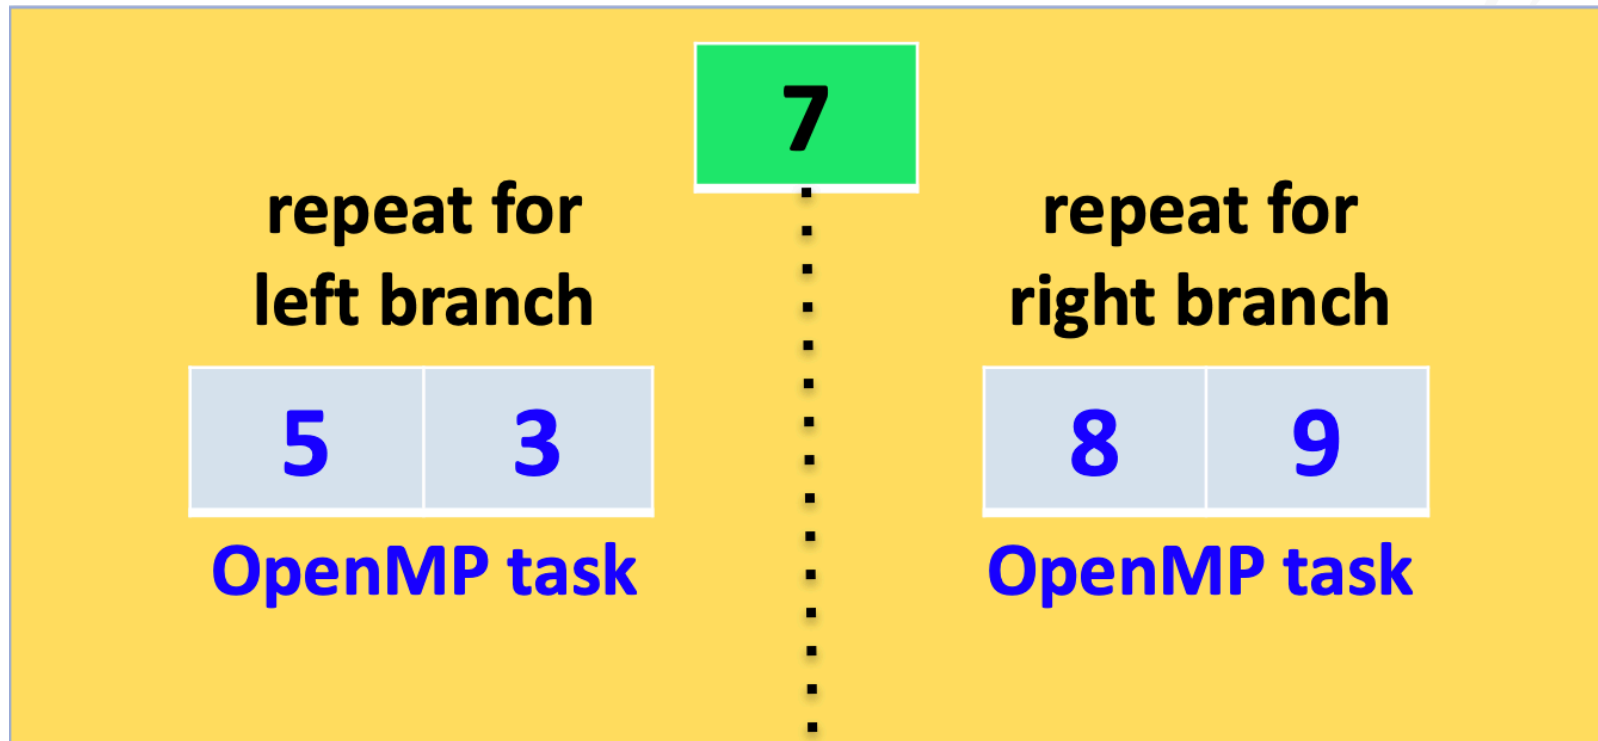 7
repeat for
left branch
5 3
OpenMP task
repeat for
right branch
8 9
OpenMP task